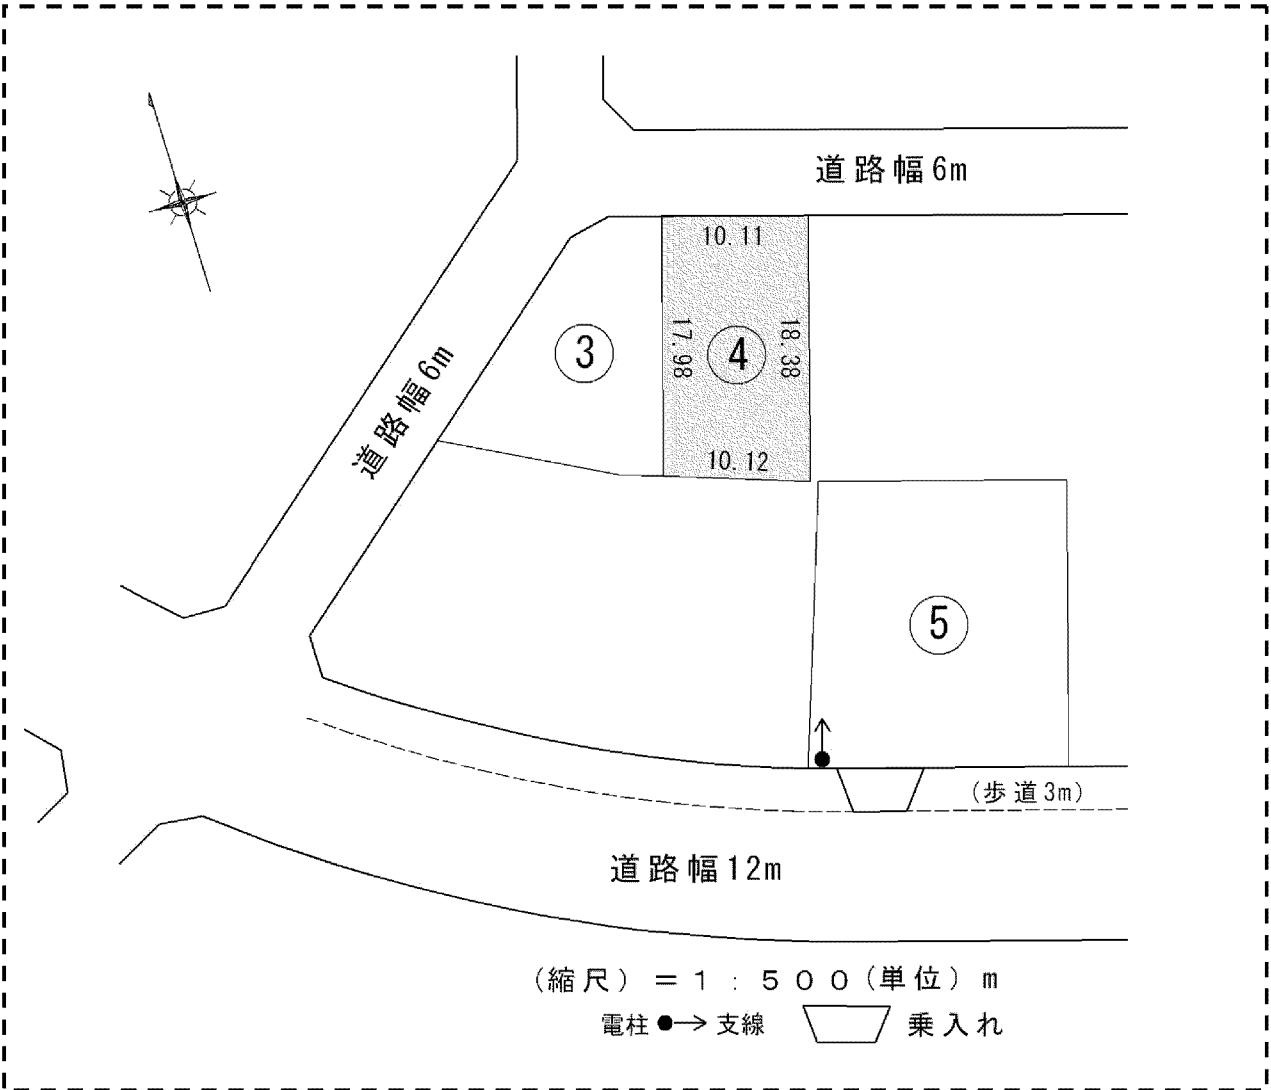 道路幅6m
10.11
道路幅6m
③
17.98
④
18.38
10.12
⑤
(歩道3m)
道路幅12m
(縮尺)＝１：５００(単位)m
電柱●→支線 乗入れ